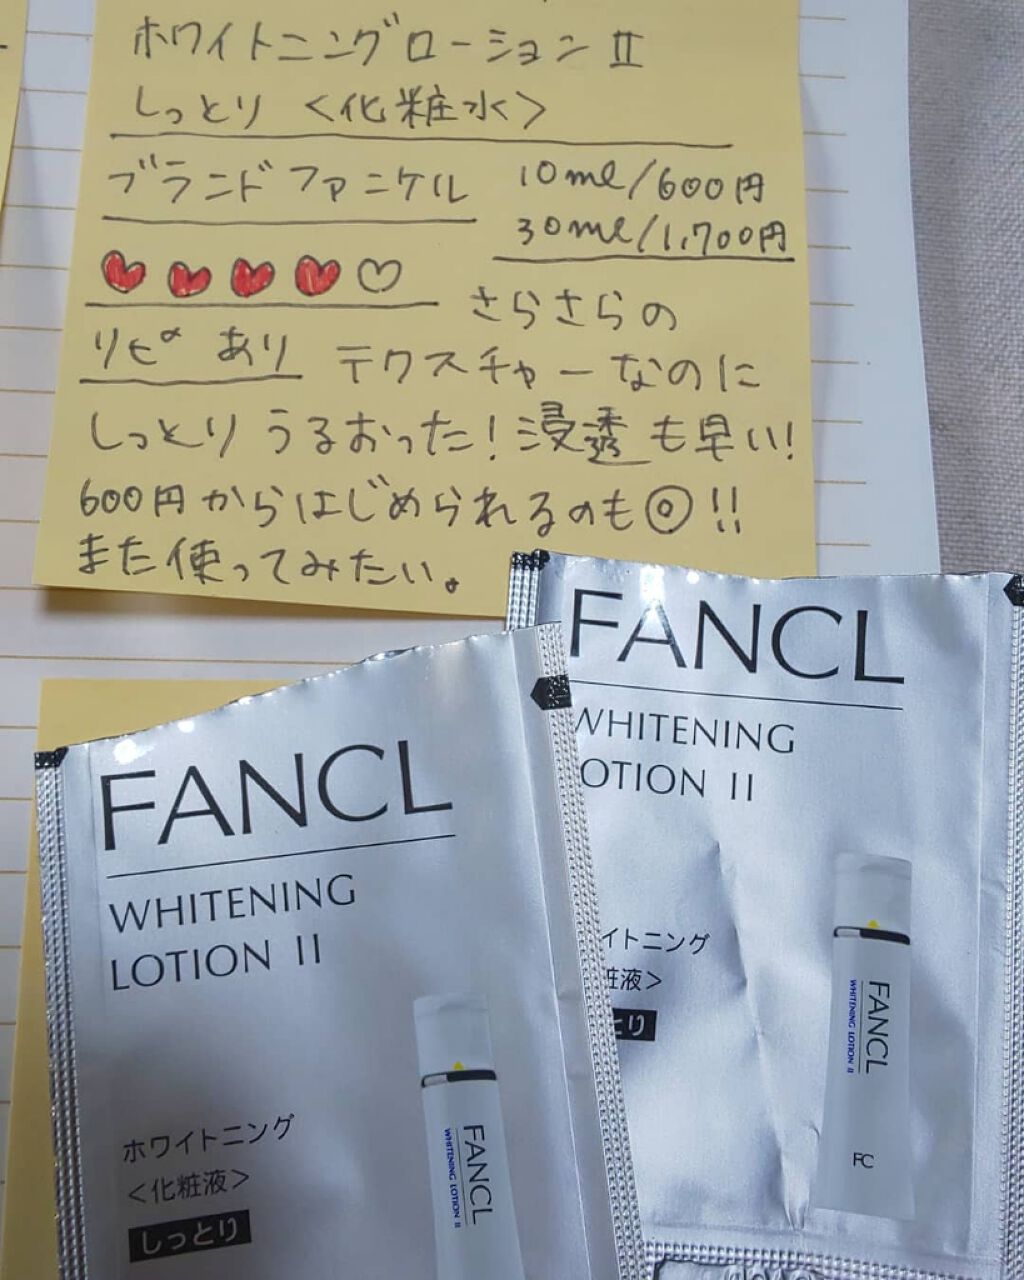 ホワイトニングローションⅡ
しっとり <化粧水>
ブランド ファニケル
10ml/600円
30ml/1,700円
さらさらの
リピ あり テクスチャーなのに
しっとり うるおった!浸透も早い!
600円からはじめられるのも◎!!
また使ってみたい。
FANCL
WHITENING
LOTION II
イトニング
粧液>
とり
FANCL
WHITENING LOTION II
FC
FANCL
WHITENING
LOTION II
ホワイトニング
<化粧液>
しっとり
FANCL
WHITENING LOTION II